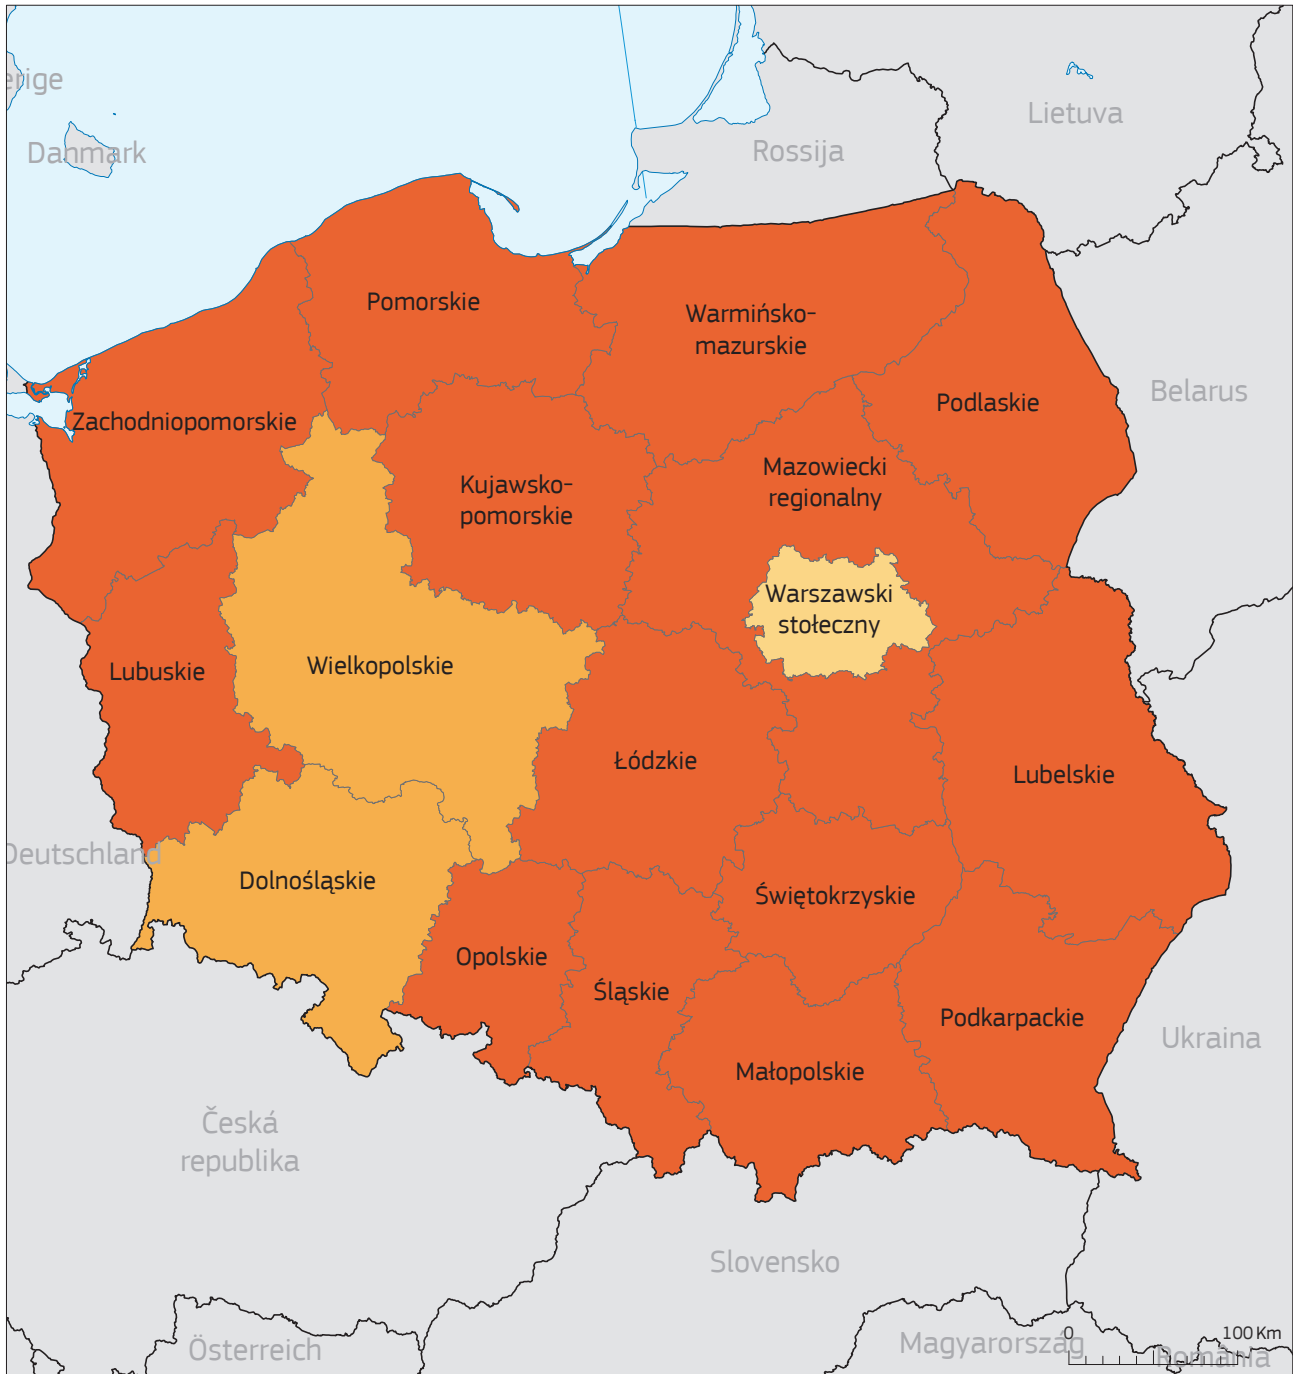 erige
Danmark
Rossija
Lietuva
Pomorskie
Warmińsko-
mazurskie
Zachodniopomorskie
Podlaskie
Belarus
Kujawsko-
pomorskie
Mazowiecki
regionalny
Warszawski
stołeczny
Lubuskie
Wielkopolskie
Łódzkie
Lubelskie
Deutschland
Dolnośląskie
Świętokrzyskie
Opolskie
Śląskie
Podkarpackie
Ukraina
Małopolskie
Česká
republika
Slovensko
Österreich
Magyarország
0
100 Km
România